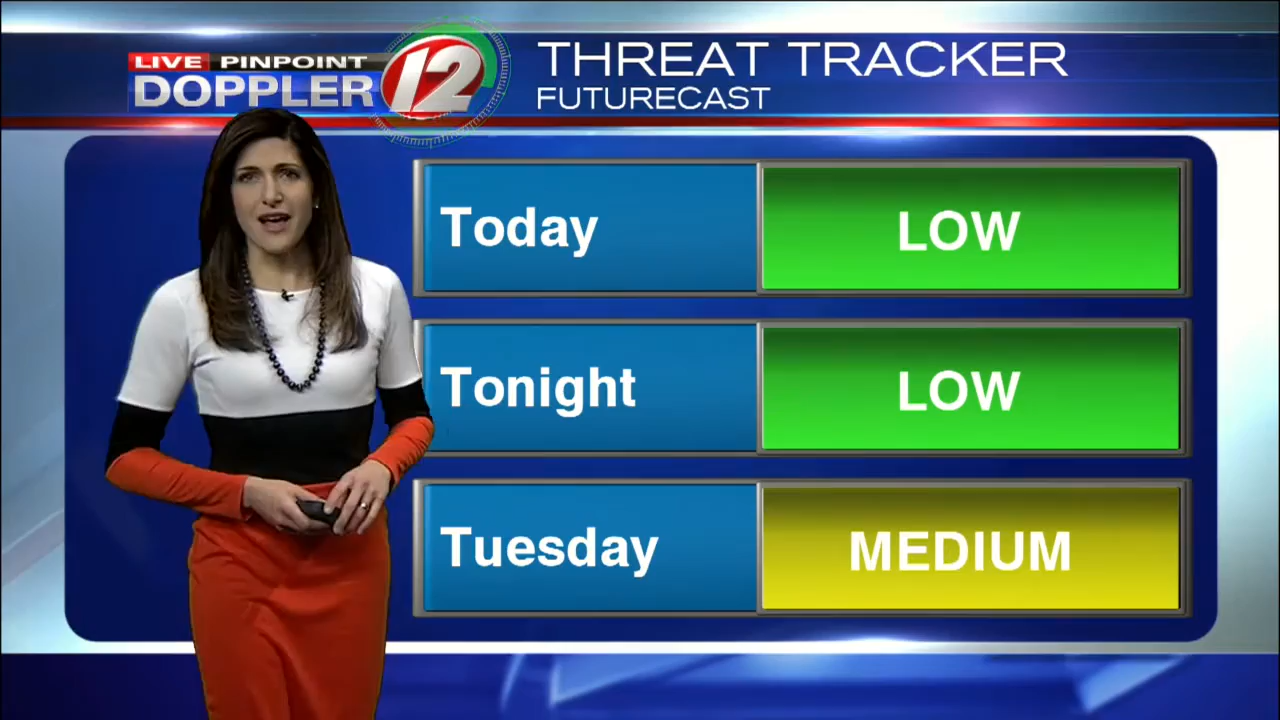 LIVE PINPOINT
DOPPLER 12
THREAT TRACKER
FUTURECAST
Today LOW
Tonight LOW
Tuesday MEDIUM